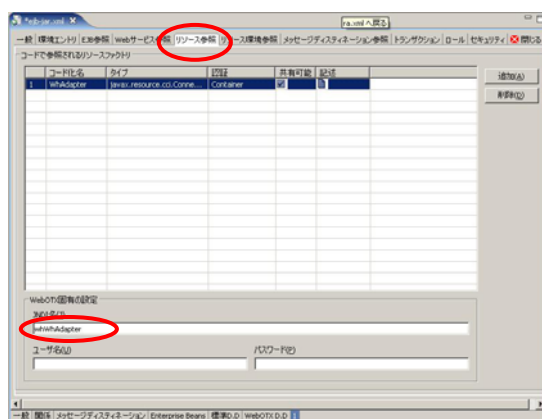 *ejb-jar.xml
ra.xml へ戻る
一般 環境エントリ EJB参照 Webサービス参照 リソース参照 リソース環境参照 メッセージディスティネーション参照 トランザクション ロール セキュリティ 閉じる
コードで参照されるリソースファクトリ
コード化名 タイプ 認証 共有可能 記述
1 WhAdapter javax.resource.cci.Conne... Container
追加(A)
削除(D)
WebOTX固有の設定
JNDI名(J)
whWhAdapter
ユーザ名(U) パスワード(P)
一般 関係 メッセージディスティネーション Enterprise Beans 標準D.D WebOTX D.D